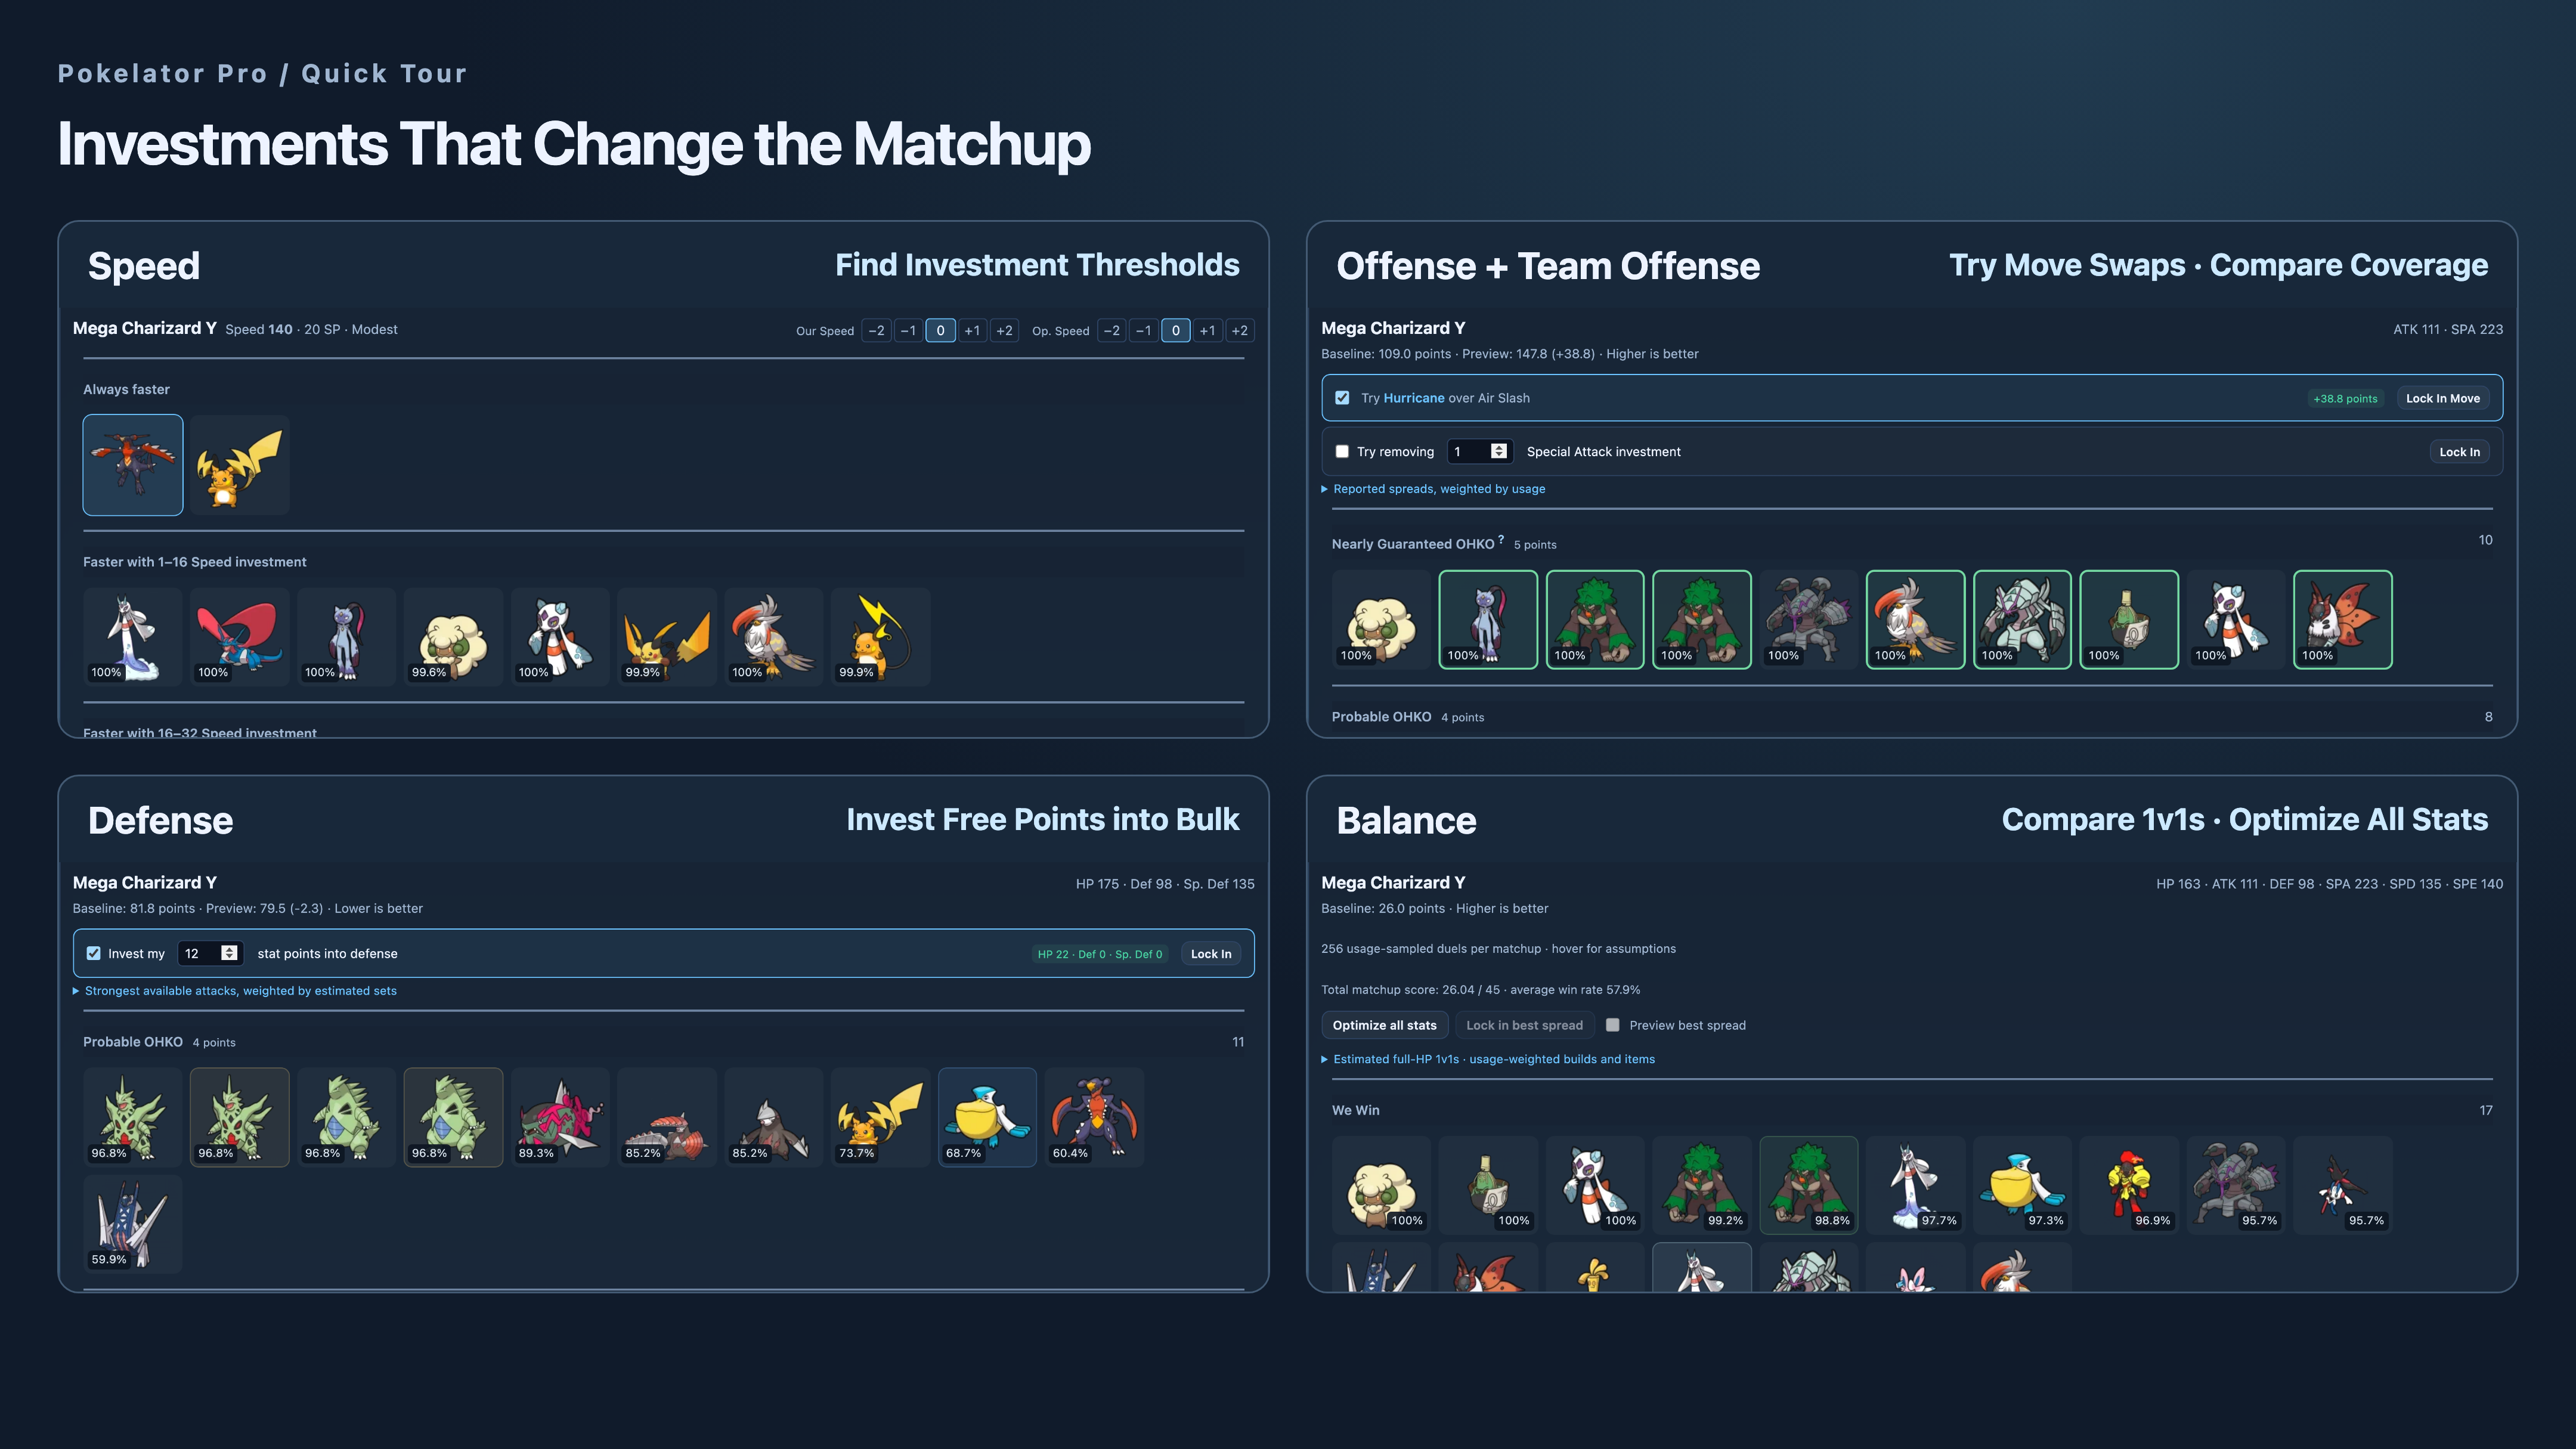 Pokelator Pro / Quick Tour
Investments That Change the Matchup
Speed
Find Investment Thresholds
Mega Charizard Y Speed 140 · 20 SP · Modest
Our Speed −2 −1 0 +1 +2 Op. Speed −2 −1 0 +1 +2
Always faster
Faster with 1–16 Speed investment
100% 100% 100% 99.6% 100% 99.9% 100% 99.9%
Faster with 16–32 Speed investment
Offense + Team Offense
Try Move Swaps · Compare Coverage
Mega Charizard Y
ATK 111 · SPA 223
Baseline: 109.0 points · Preview: 147.8 (+38.8) · Higher is better
Try Hurricane over Air Slash
+38.8 points Lock In Move
Try removing 1 Special Attack investment
Lock In
Reported spreads, weighted by usage
Nearly Guaranteed OHKO ? 5 points
10
100% 100% 100% 100% 100% 100% 100% 100% 100% 100%
Probable OHKO 4 points
8
Defense
Invest Free Points into Bulk
Mega Charizard Y
HP 175 · Def 98 · Sp. Def 135
Baseline: 81.8 points · Preview: 79.5 (-2.3) · Lower is better
Invest my 12 stat points into defense
HP 22 · Def 0 · Sp. Def 0 Lock In
Strongest available attacks, weighted by estimated sets
Probable OHKO 4 points
11
96.8% 96.8% 96.8% 96.8% 89.3% 85.2% 85.2% 73.7% 68.7% 60.4%
59.9%
Balance
Compare 1v1s · Optimize All Stats
Mega Charizard Y
HP 163 · ATK 111 · DEF 98 · SPA 223 · SPD 135 · SPE 140
Baseline: 26.0 points · Higher is better
256 usage-sampled duels per matchup · hover for assumptions
Total matchup score: 26.04 / 45 · average win rate 57.9%
Optimize all stats Lock in best spread Preview best spread
Estimated full-HP 1v1s · usage-weighted builds and items
We Win
17
100% 100% 100% 99.2% 98.8% 97.7% 97.3% 96.9% 95.7% 95.7%